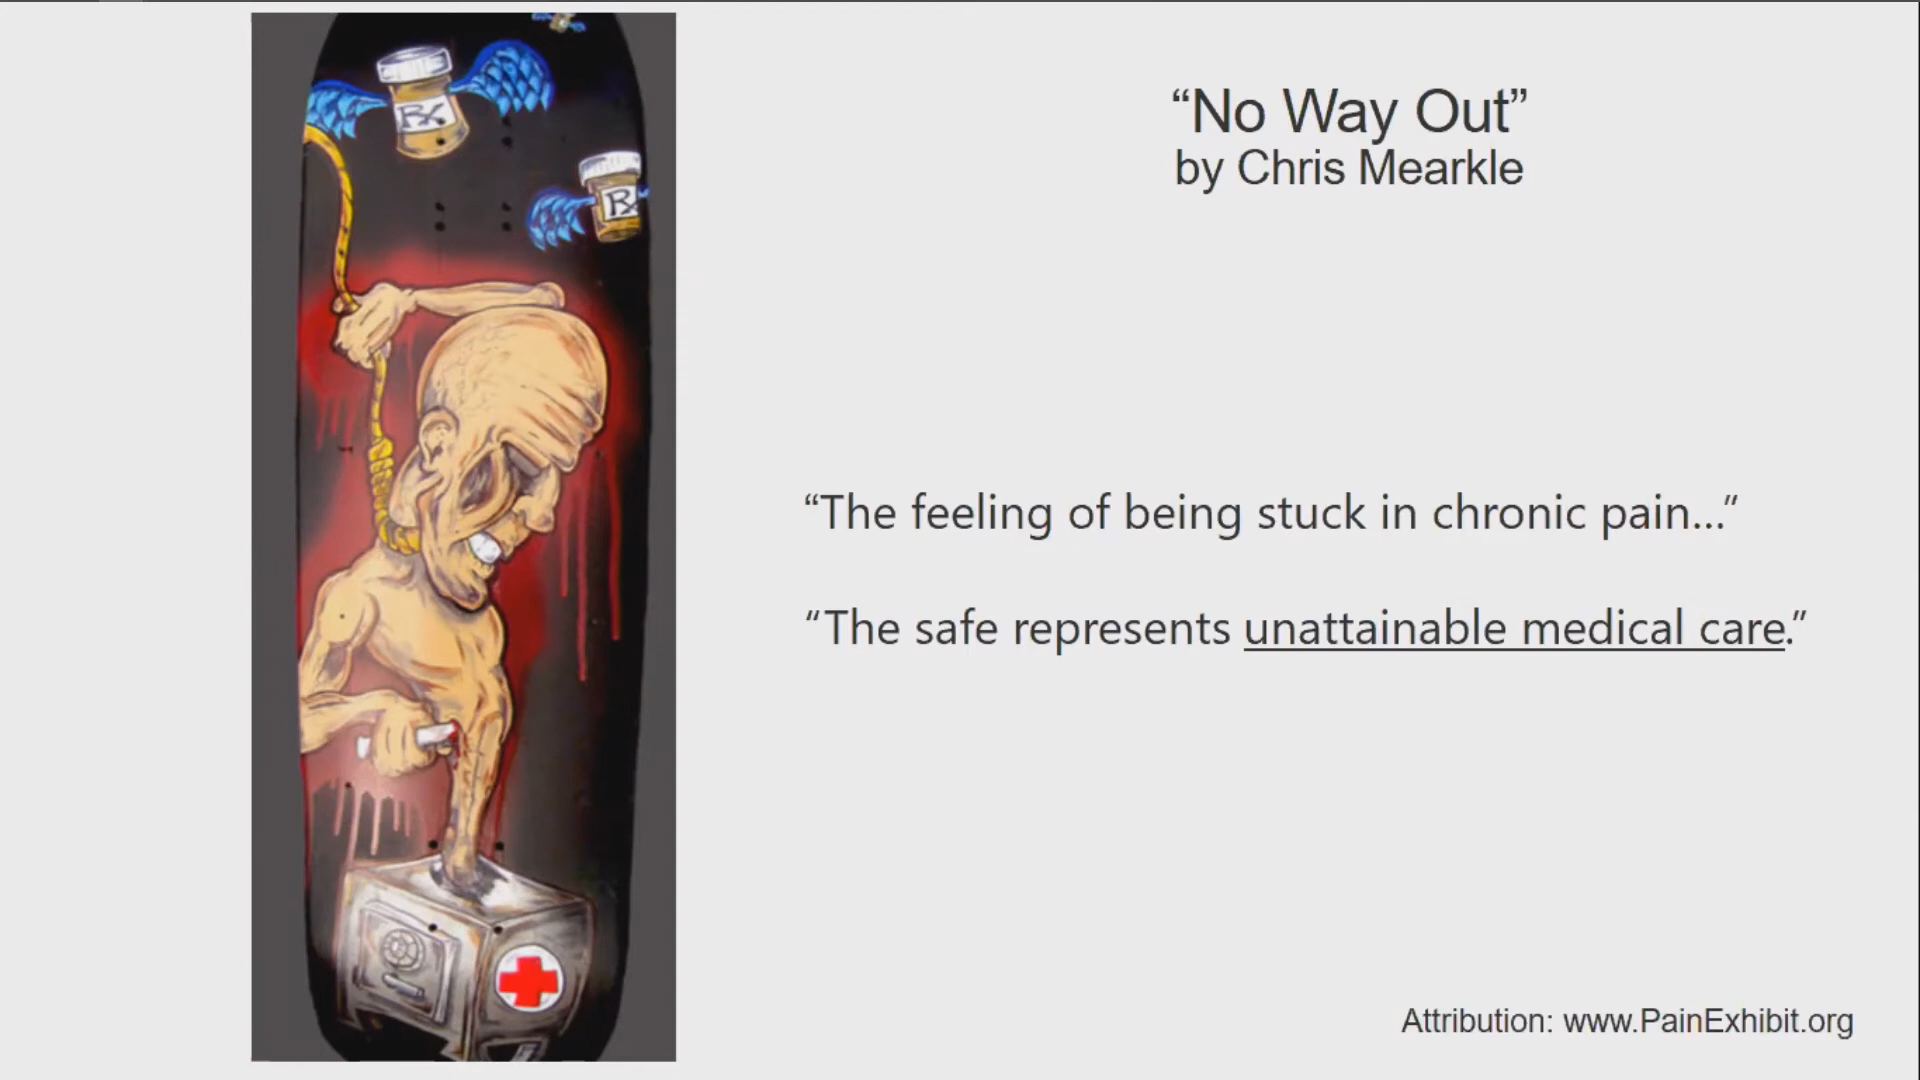 “No Way Out”
by Chris Mearkle
Rx
Rx
“The feeling of being stuck in chronic pain...”
“The safe represents unattainable medical care.”
Attribution: www.PainExhibit.org